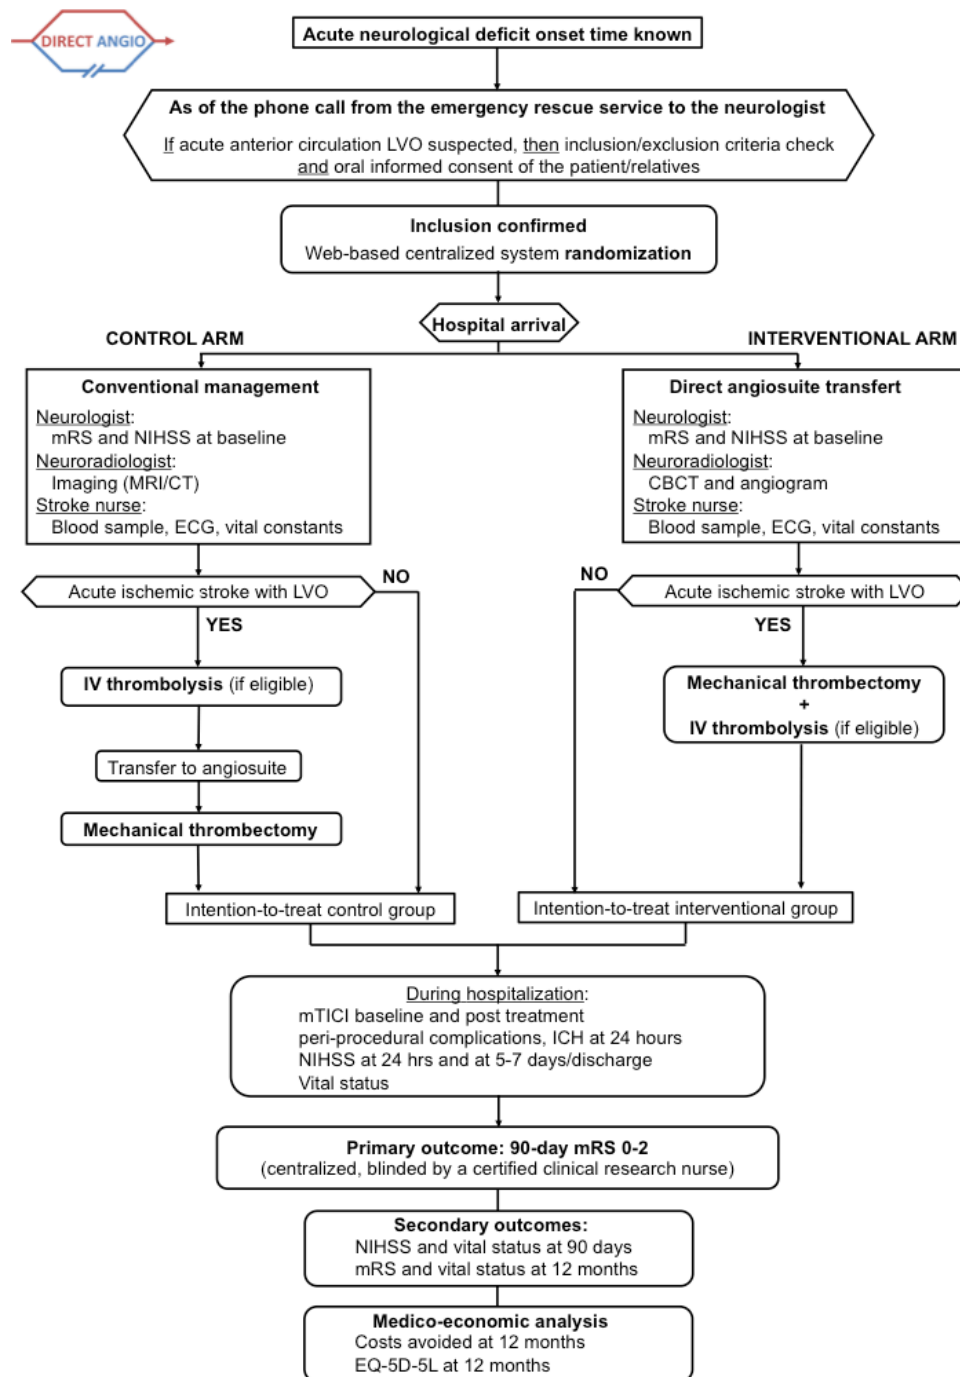 DIRECT ANGIO
Acute neurological deficit onset time known
As of the phone call from the emergency rescue service to the neurologist
If acute anterior circulation LVO suspected, then inclusion/exclusion criteria check
and oral informed consent of the patient/relatives
Inclusion confirmed
Web-based centralized system randomization
Hospital arrival
CONTROL ARM
INTERVENTIONAL ARM
Conventional management
Neurologist:
mRS and NIHSS at baseline
Neuroradiologist:
Imaging (MRI/CT)
Stroke nurse:
Blood sample, ECG, vital constants
Direct angiosuite transfert
Neurologist:
mRS and NIHSS at baseline
Neuroradiologist:
CBCT and angiogram
Stroke nurse:
Blood sample, ECG, vital constants
Acute ischemic stroke with LVO
NO
YES
NO
Acute ischemic stroke with LVO
YES
IV thrombolysis (if eligible)
Transfer to angiosuite
Mechanical thrombectomy
Mechanical thrombectomy
+
IV thrombolysis (if eligible)
Intention-to-treat control group
Intention-to-treat interventional group
During hospitalization:
mTICI baseline and post treatment
peri-procedural complications, ICH at 24 hours
NIHSS at 24 hrs and at 5-7 days/discharge
Vital status
Primary outcome: 90-day mRS 0-2
(centralized, blinded by a certified clinical research nurse)
Secondary outcomes:
NIHSS and vital status at 90 days
mRS and vital status at 12 months
Medico-economic analysis
Costs avoided at 12 months
EQ-5D-5L at 12 months